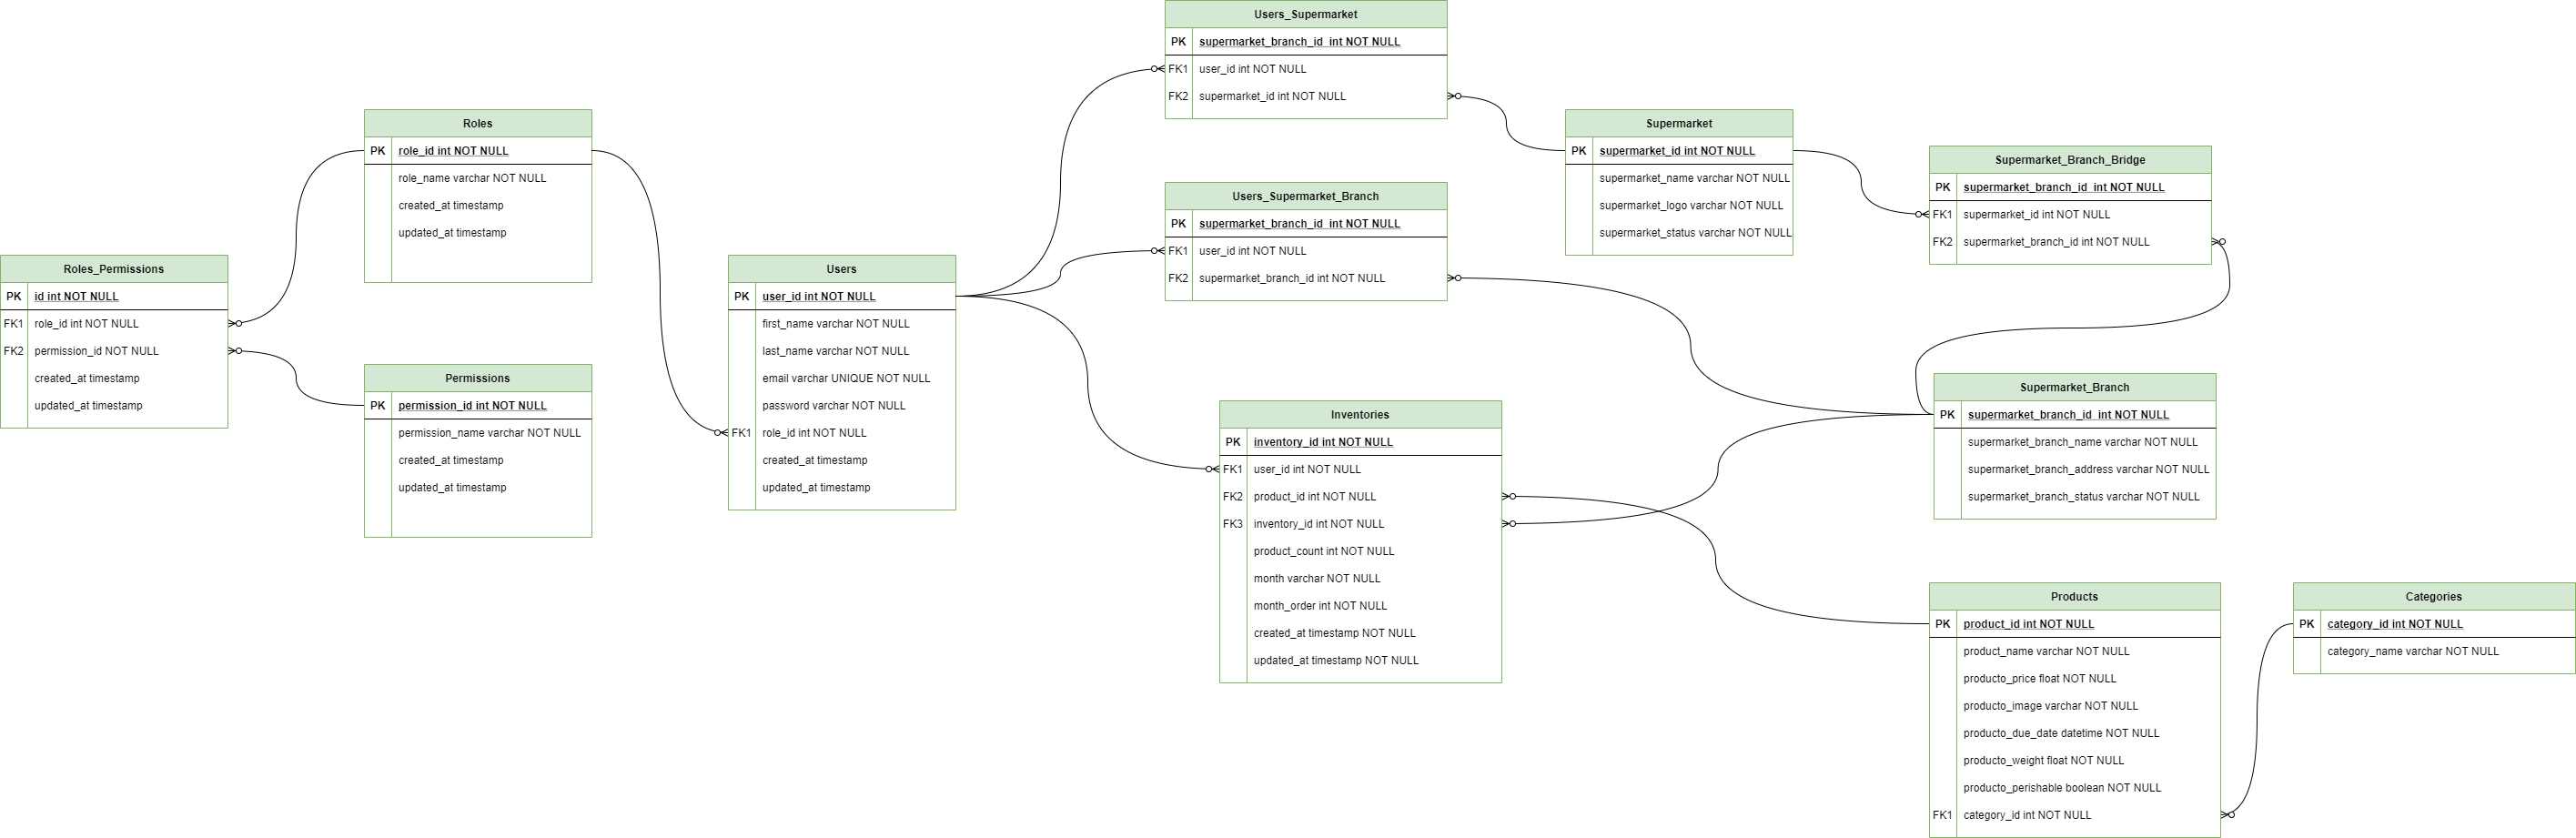 Users_Supermarket
PK supermarket_branch_id int NOT NULL
FK1 user_id int NOT NULL
FK2 supermarket_id int NOT NULL
Roles
PK role_id int NOT NULL
role_name varchar NOT NULL
created_at timestamp
updated_at timestamp
Supermarket
PK supermarket_id int NOT NULL
supermarket_name varchar NOT NULL
supermarket_logo varchar NOT NULL
supermarket_status varchar NOT NULL
Supermarket_Branch_Bridge
PK supermarket_branch_id int NOT NULL
FK1 supermarket_id int NOT NULL
FK2 supermarket_branch_id int NOT NULL
Users_Supermarket_Branch
PK supermarket_branch_id int NOT NULL
FK1 user_id int NOT NULL
FK2 supermarket_branch_id int NOT NULL
Roles_Permissions
PK id int NOT NULL
FK1 role_id int NOT NULL
FK2 permission_id NOT NULL
created_at timestamp
updated_at timestamp
Users
PK user_id int NOT NULL
first_name varchar NOT NULL
last_name varchar NOT NULL
email varchar UNIQUE NOT NULL
password varchar NOT NULL
FK1 role_id int NOT NULL
created_at timestamp
updated_at timestamp
Permissions
PK permission_id int NOT NULL
permission_name varchar NOT NULL
created_at timestamp
updated_at timestamp
Supermarket_Branch
PK supermarket_branch_id int NOT NULL
supermarket_branch_name varchar NOT NULL
supermarket_branch_address varchar NOT NULL
supermarket_branch_status varchar NOT NULL
Inventories
PK inventory_id int NOT NULL
FK1 user_id int NOT NULL
FK2 product_id int NOT NULL
FK3 inventory_id int NOT NULL
product_count int NOT NULL
month varchar NOT NULL
month_order int NOT NULL
created_at timestamp NOT NULL
updated_at timestamp NOT NULL
Products
PK product_id int NOT NULL
product_name varchar NOT NULL
producto_price float NOT NULL
producto_image varchar NOT NULL
producto_due_date datetime NOT NULL
producto_weight float NOT NULL
producto_perishable boolean NOT NULL
FK1 category_id int NOT NULL
Categories
PK category_id int NOT NULL
category_name varchar NOT NULL